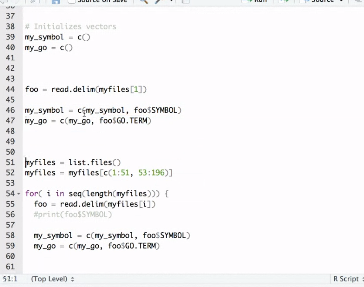 Source on Save
Run
Source
36
37
38 # Initializes vectors
39 my_symbol = c()
40 my_go = c()
41
42
43
44 foo = read.delim(myfiles[1])
45
46 my_symbol = c(my_symbol, foo$SYMBOL)
47 my_go = c(my_go, foo$GO.TERM)
48
49
50
51 myfiles = list.files()
52 myfiles = myfiles[c(1:51, 53:196)]
53
54 for( i in seq(length(myfiles))) {
55 foo = read.delim(myfiles[i])
56 #print(foo$SYMBOL)
57
58 my_symbol = c(my_symbol, foo$SYMBOL)
59 my_go = c(my_go, foo$GO.TERM)
60
61
51:1 (Top Level) R Script